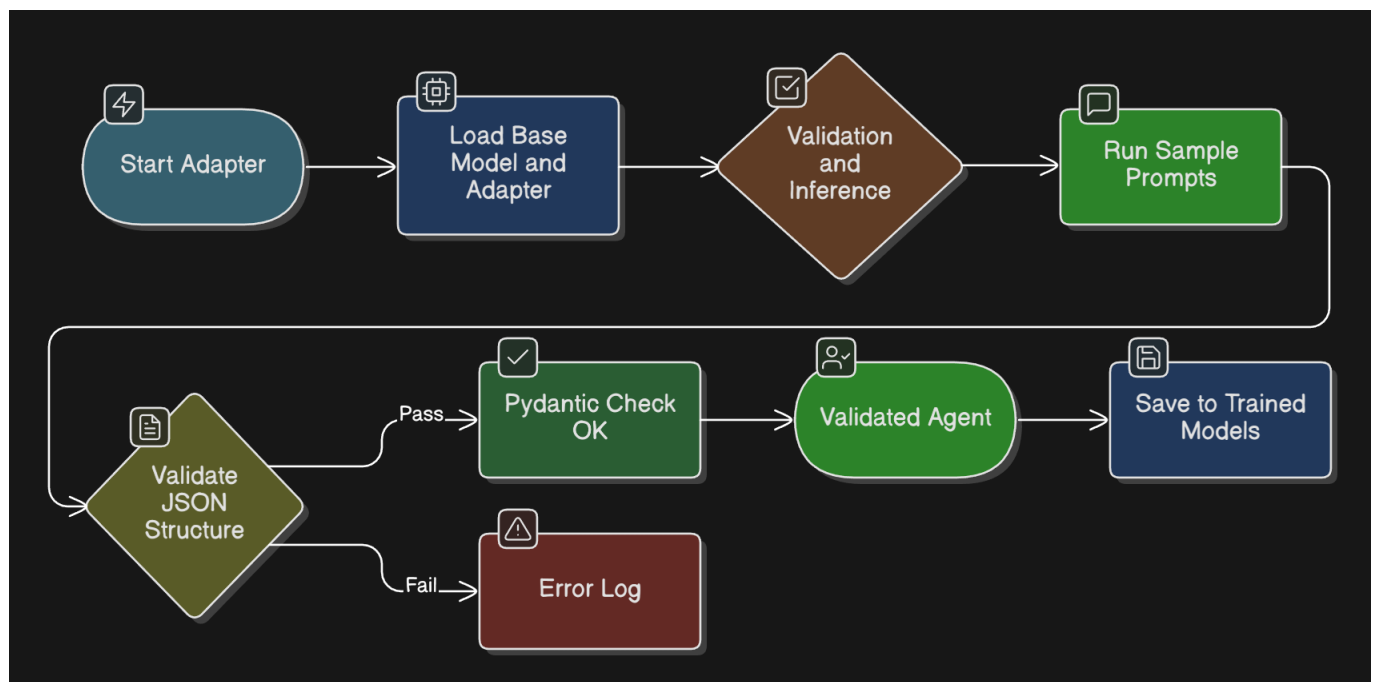 Start Adapter
Load Base
Model and
Adapter
Validation
and
Inference
Run Sample
Prompts
Validate
JSON
Structure
Pass
Pydantic Check
OK
Validated Agent
Save to Trained
Models
Fail
Error Log